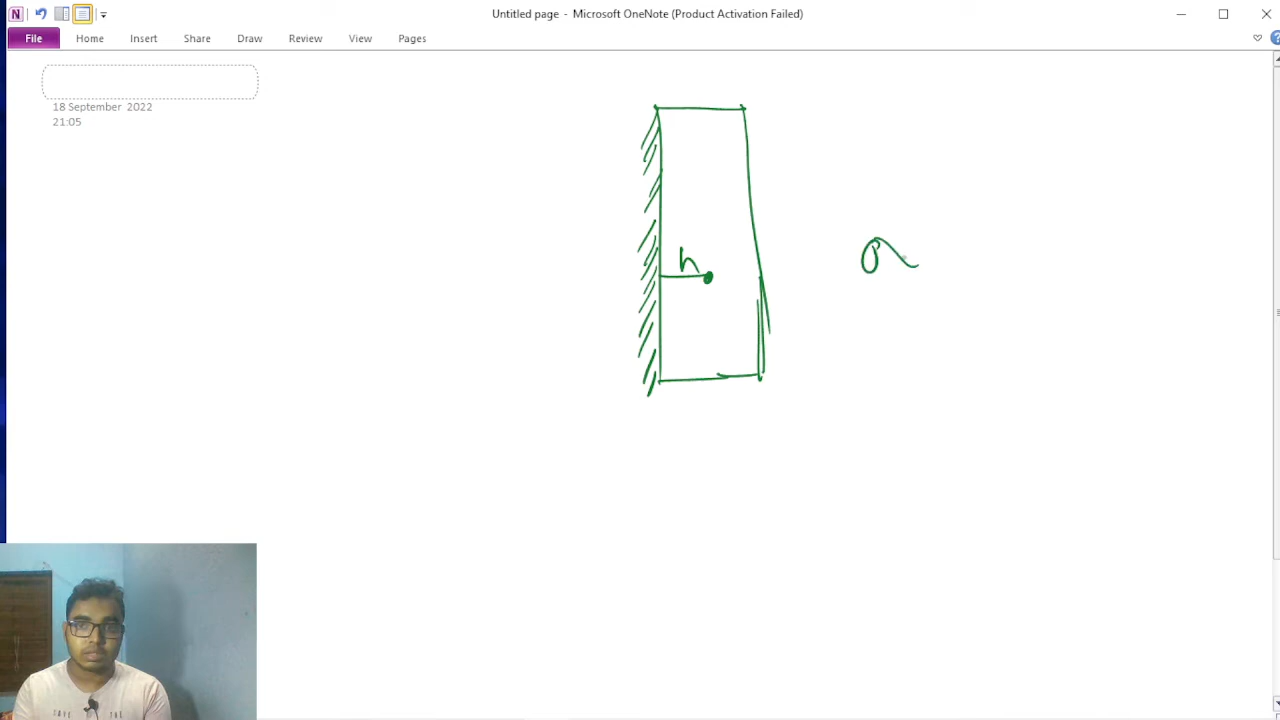 Untitled page - Microsoft OneNote (Product Activation Failed)
File Home Insert Share Draw Review View Pages
18 September 2022
21:05
h